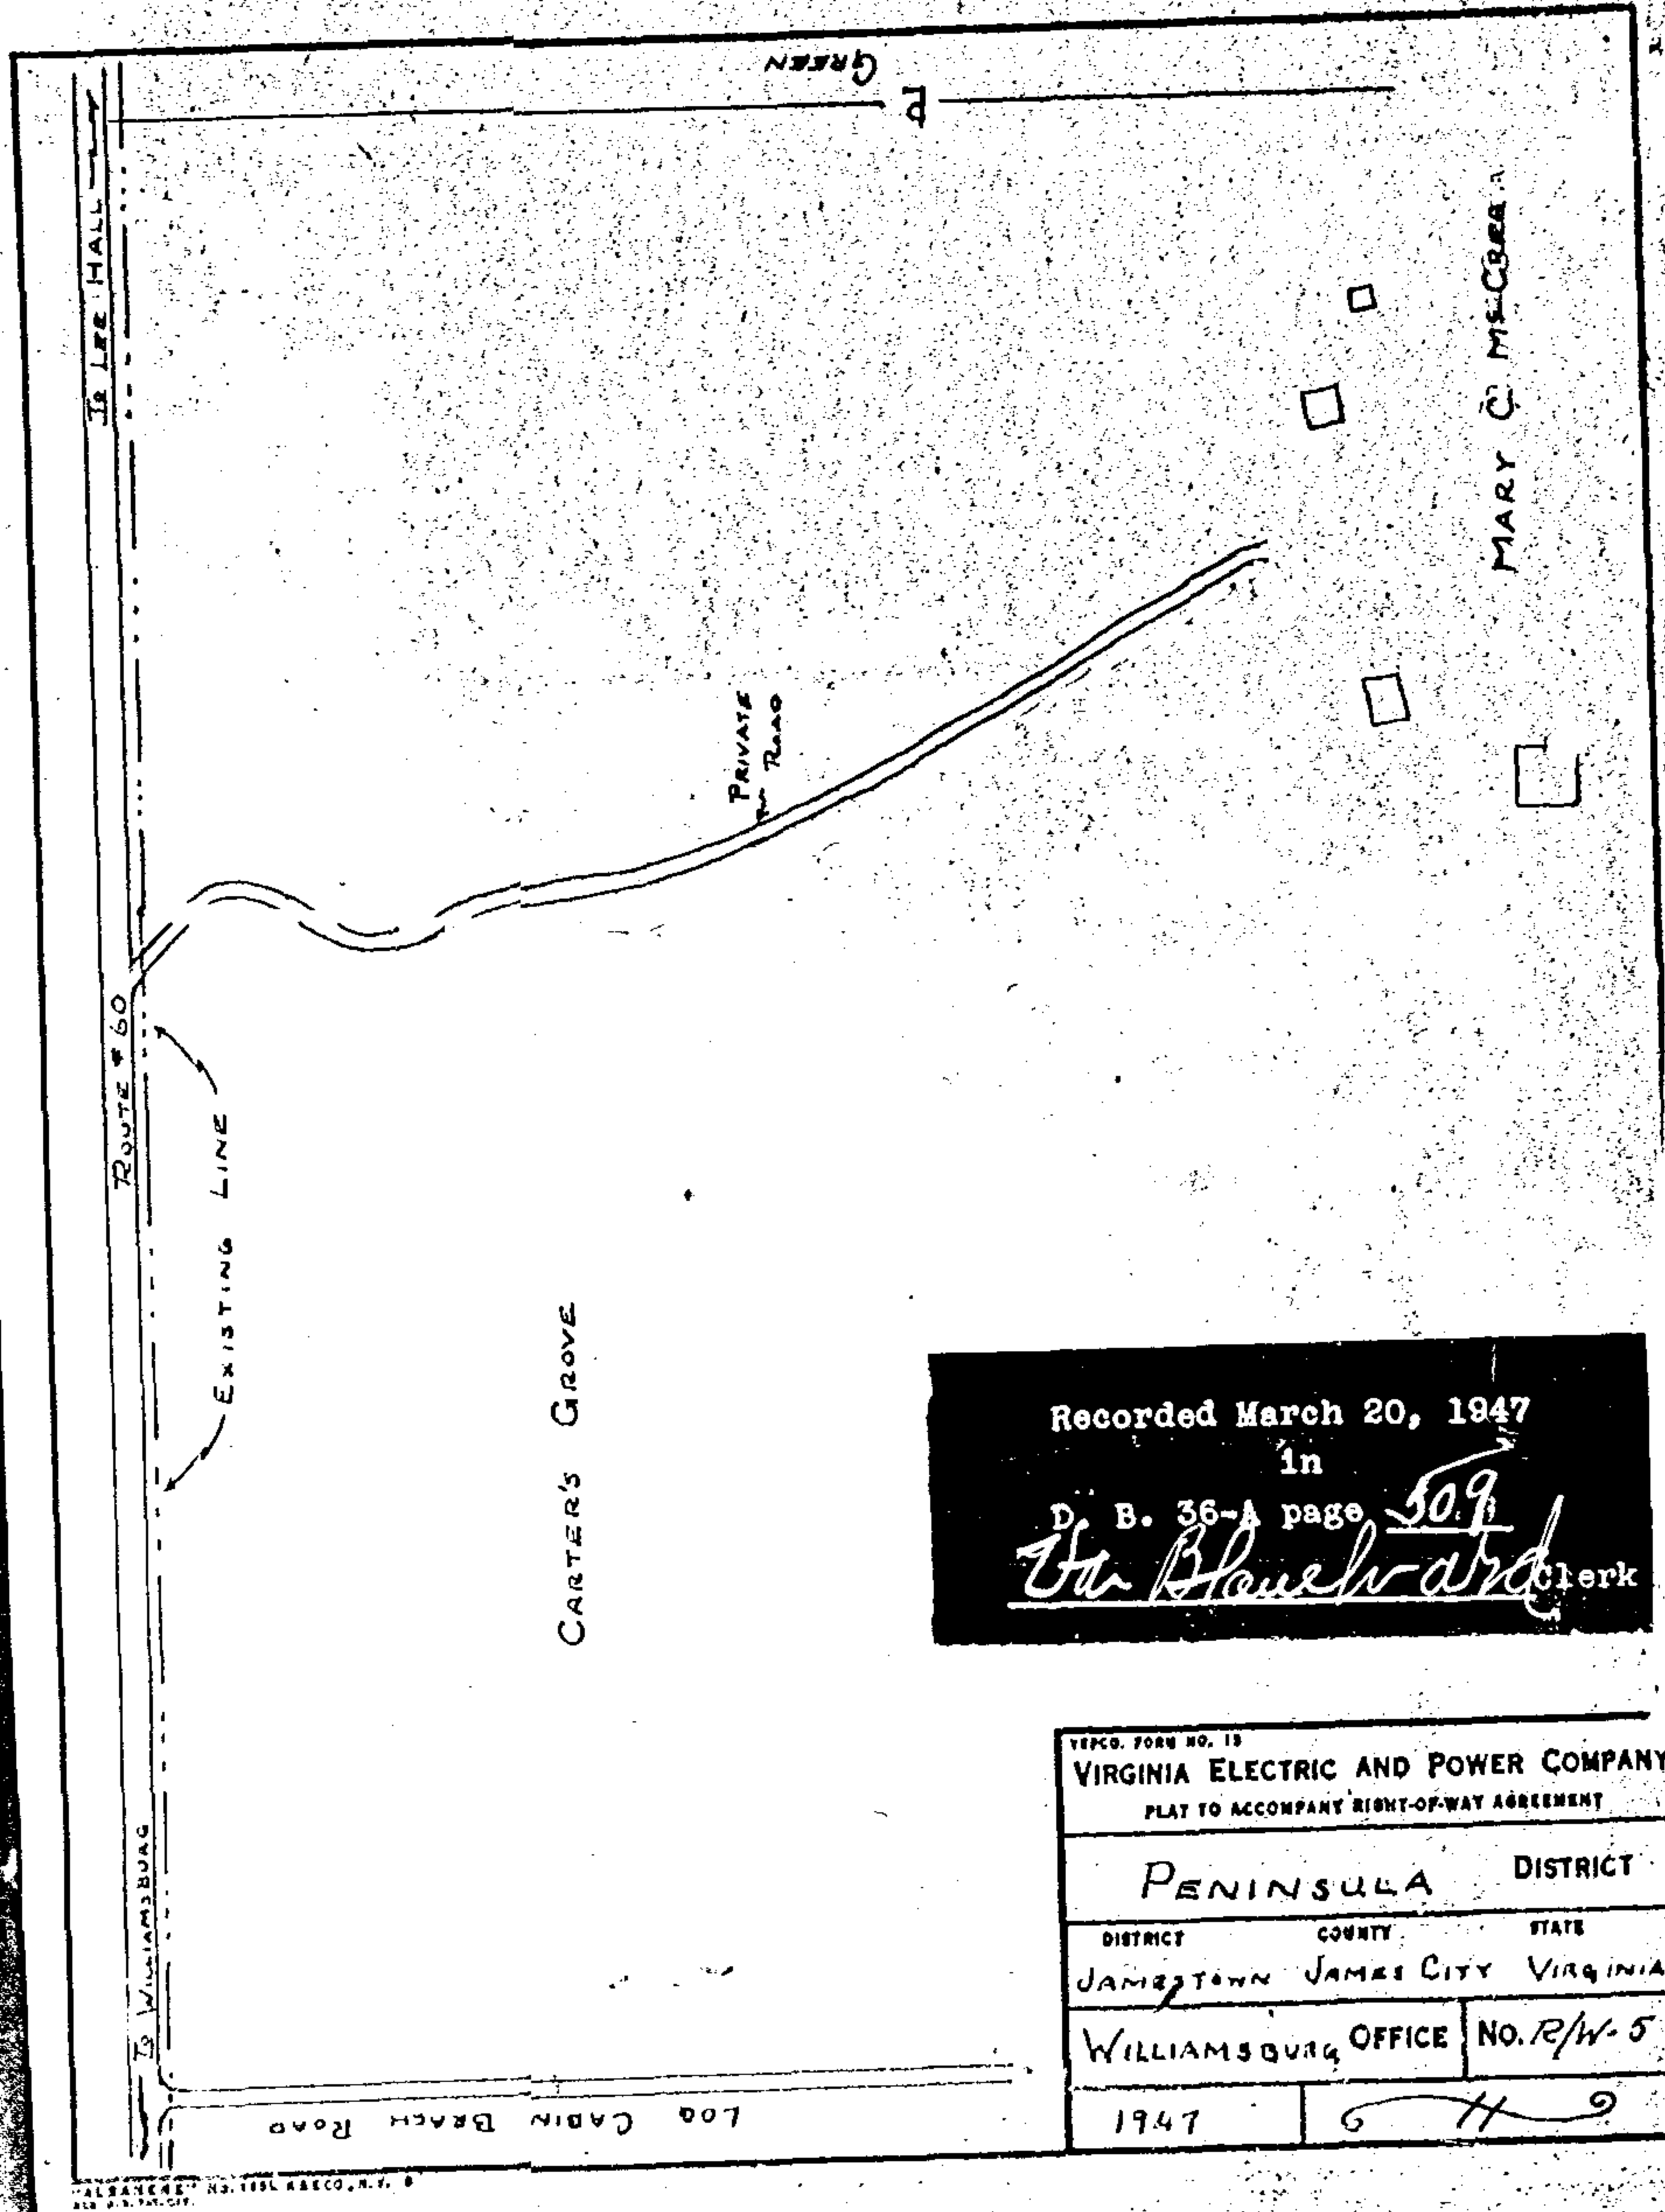 GREEN
P
To LEE HALL
MARY C. McCREA
PRIVATE
ROAD
ROUTE # 60
EXISTING LINE
CARTER'S GROVE
Recorded March 20, 1947
in
D. B. 36-A page 509
Clerk
To WILLIAMSBURG
LOG CABIN BEACH ROAD
VEPCO. FORM NO. 15
VIRGINIA ELECTRIC AND POWER COMPANY
PLAT TO ACCOMPANY RIGHT-OF-WAY AGREEMENT
PENINSULA DISTRICT
DISTRICT COUNTY STATE
JAMESTOWN JAMES CITY VIRGINIA
WILLIAMSBURG OFFICE NO. R/W-5
1947